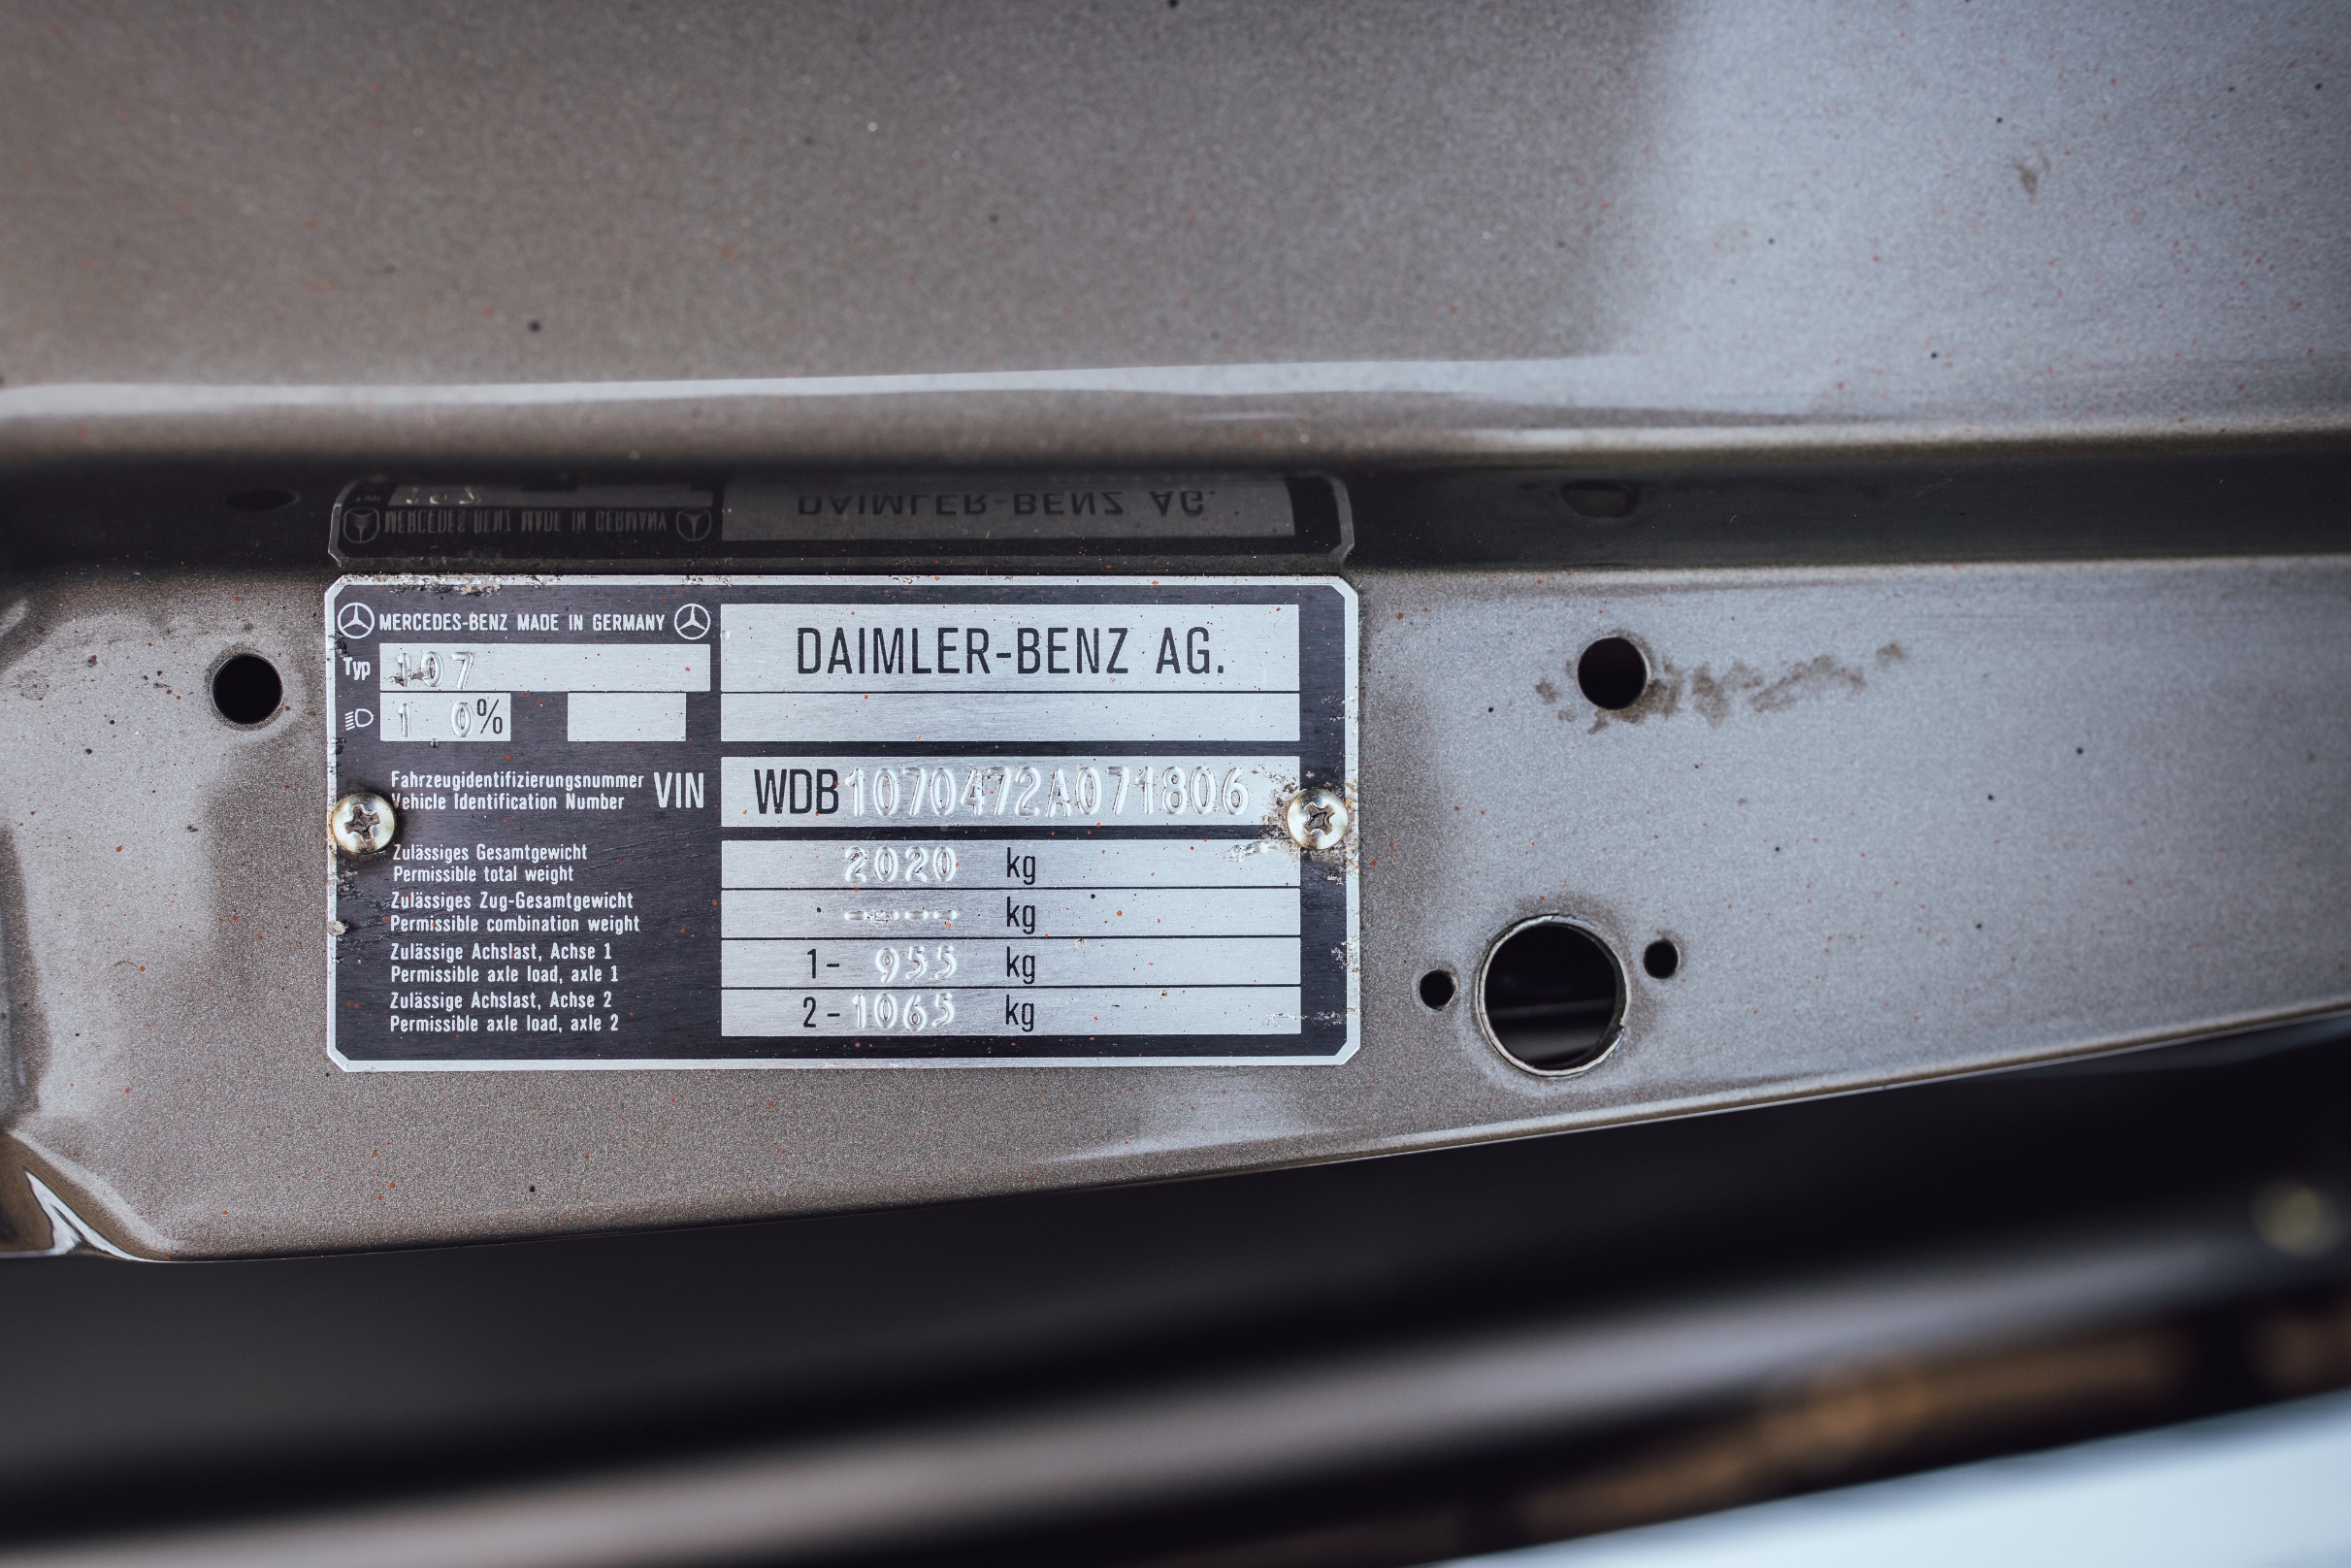 MERCEDES-BENZ MADE IN GERMANY
DAIMLER-BENZ AG.
Typ 107
10%
Fahrzeugidentifizierungsnummer
Vehicle Identification Number
VIN WDB1070472A071806
Zulässiges Gesamtgewicht
Permissible total weight
2020 kg
Zulässiges Zug-Gesamtgewicht
Permissible combination weight
---- kg
Zulässige Achslast, Achse 1
Permissible axle load, axle 1
1- 955 kg
Zulässige Achslast, Achse 2
Permissible axle load, axle 2
2- 1065 kg